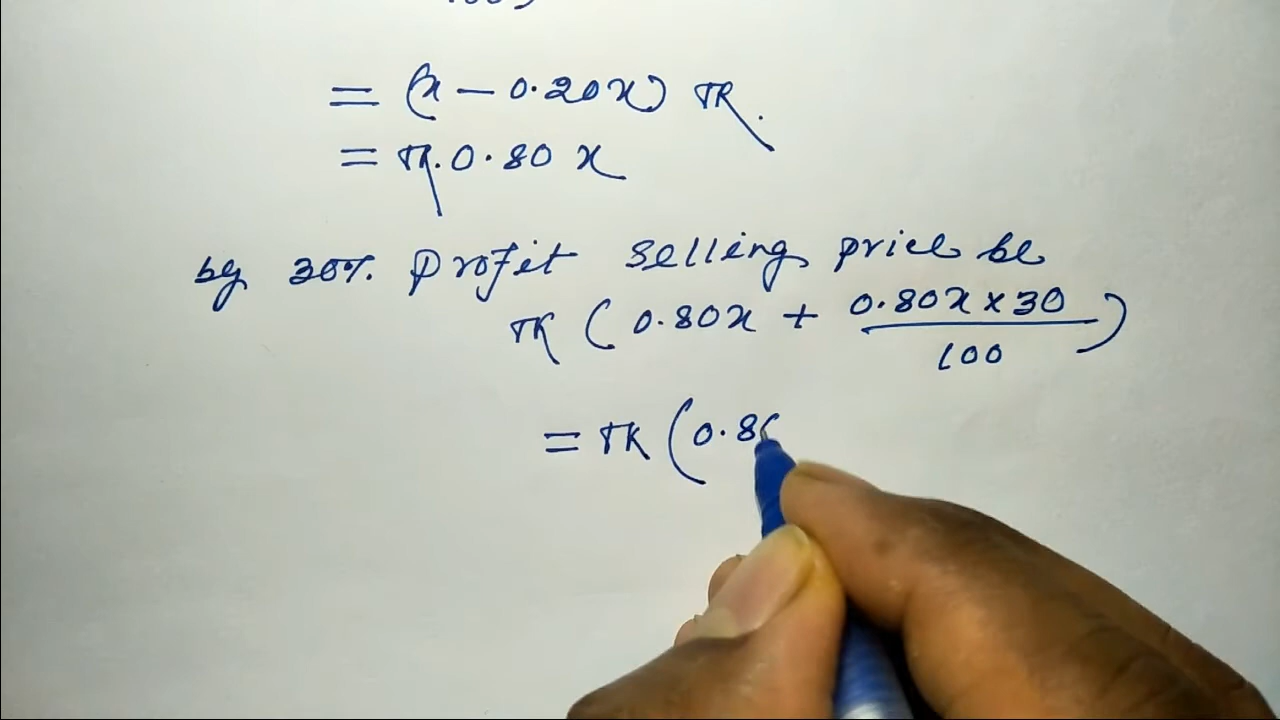 = (x - 0.20x) TK.
= TK. 0.80 x
by 30%. Profit selling price be
TK ( 0.80x + 0.80x × 30 / 100 )
= TK ( 0.80